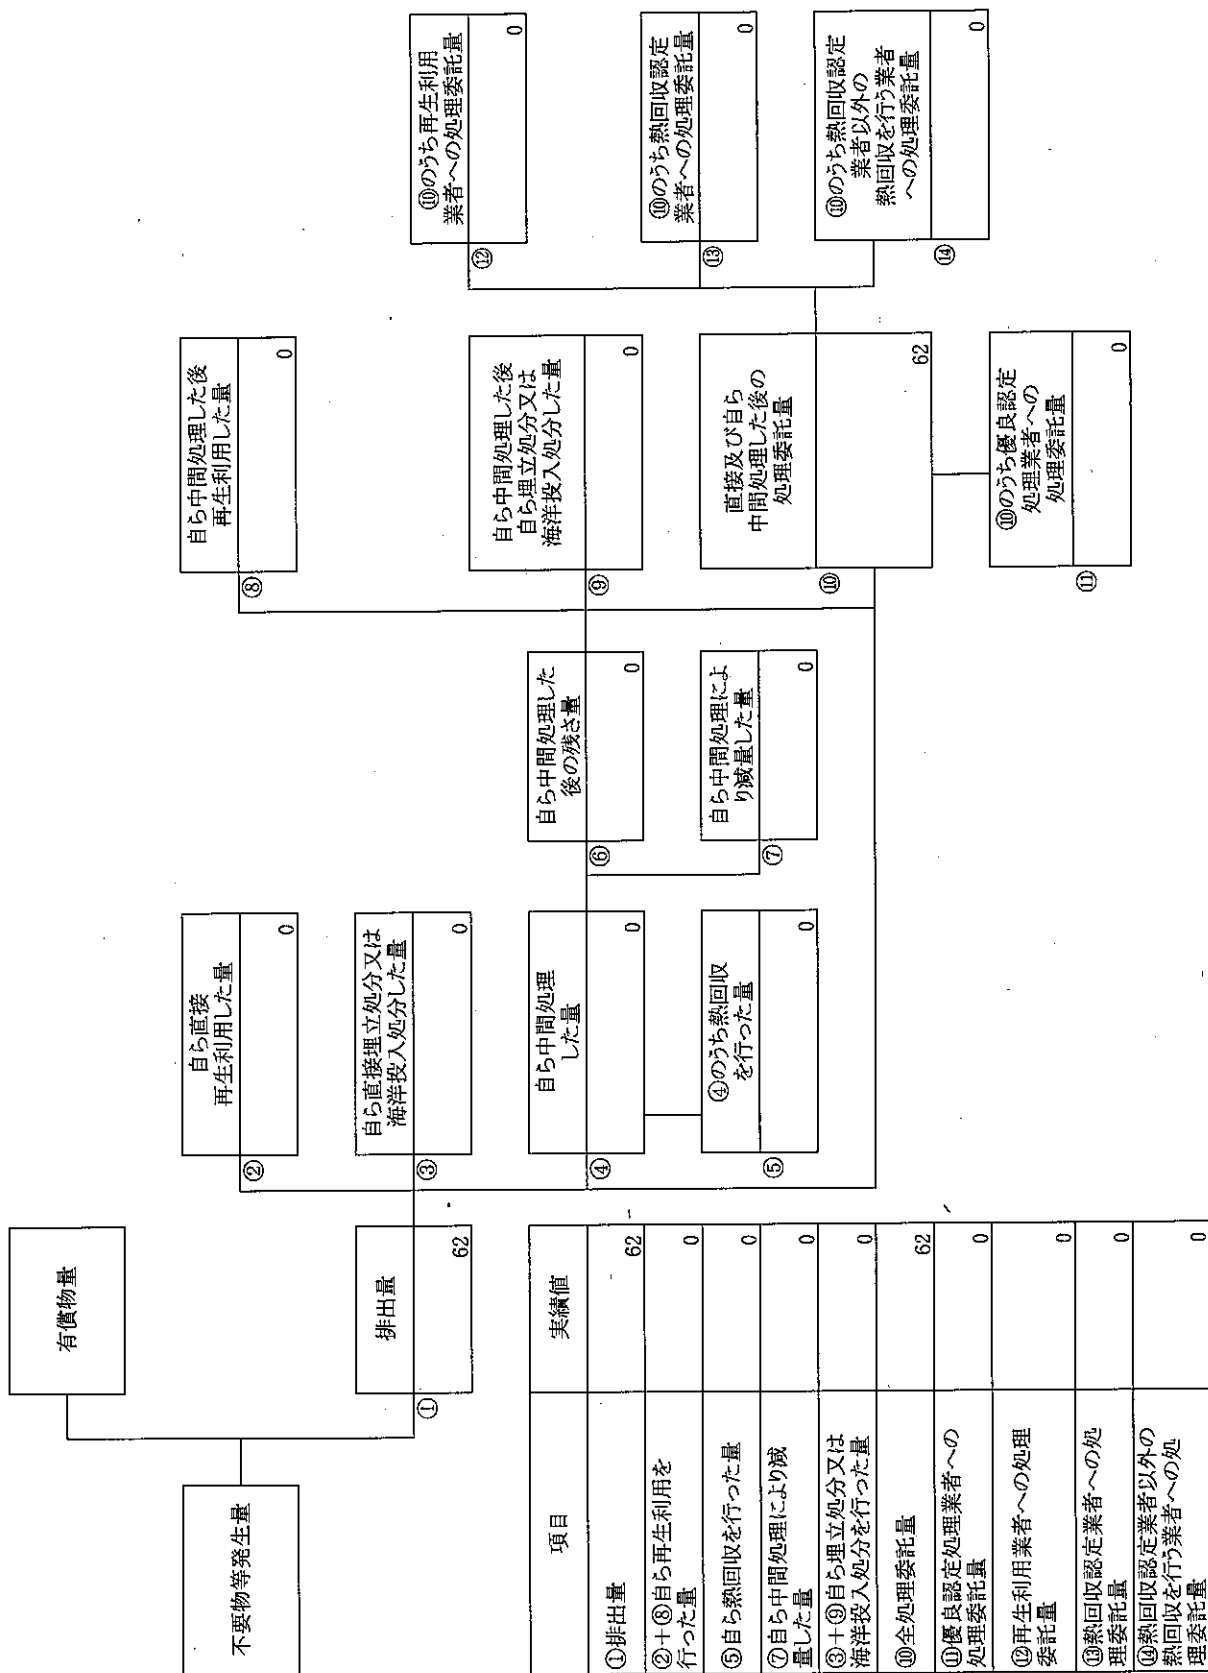 不要物等発生量
有償物量
排出量
①
62
自ら直接
再生利用した量
②
0
自ら直接埋立処分又は
海洋投入処分した量
③
0
自ら中間処理
した量
④
0
④のうち熱回収
を行った量
⑤
0
自ら中間処理した
後の残さ量
⑥
0
自ら中間処理によ
り減量した量
⑦
0
自ら中間処理した後
再生利用した量
⑧
0
自ら中間処理した後
自ら埋立処分又は
海洋投入処分した量
⑨
0
直接及び自ら
中間処理した後の
処理委託量
⑩
62
⑩のうち優良認定
処理業者への
処理委託量
⑪
0
⑩のうち再生利用
業者への処理委託量
⑫
0
⑩のうち熱回収認定
業者への処理委託量
⑬
0
⑩のうち熱回収認定
業者以外の
熱回収を行う業者
への処理委託量
⑭
0
項目 実績値
①排出量 62
②+⑧自ら再生利用を
行った量 0
⑤自ら熱回収を行った量 0
⑦自ら中間処理により減
量した量 0
③+⑨自ら埋立処分又は
海洋投入処分を行った量 0
⑩全処理委託量 62
⑪優良認定処理業者への
処理委託量 0
⑫再生利用業者への処理
委託量 0
⑬熱回収認定業者への処
理委託量 0
⑭熱回収認定業者以外の
熱回収を行う業者への処
理委託量 0